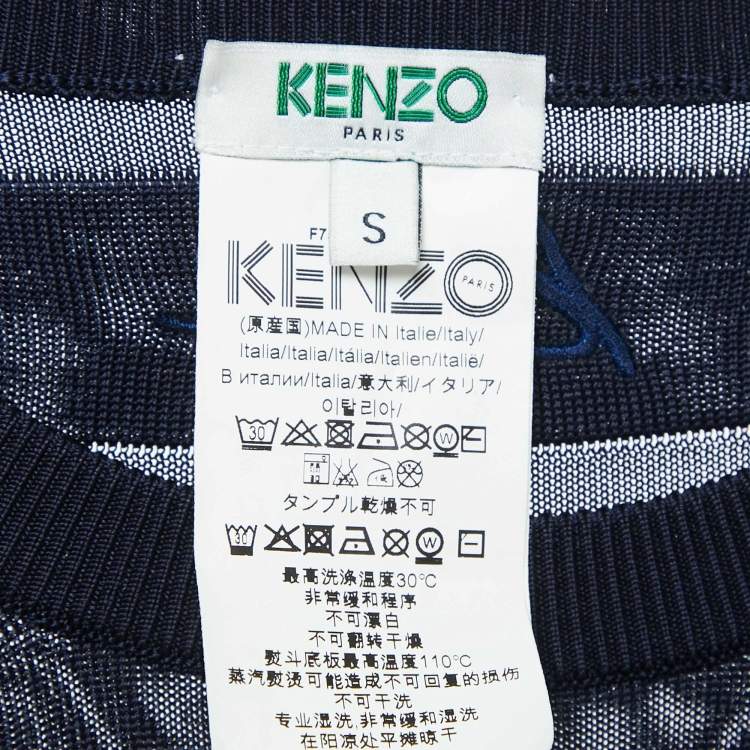 KENZO
PARIS
S
F7
KENZO
PARIS
(原産国)MADE IN Italie/Italy/
Italia/Italia/Itália/Italien/Italië/
В италии/Italia/意大利/イタリア/
이탈리아/
30
W
タンブル乾燥不可
30
W
最高洗涤温度30℃
非常缓和程序
不可漂白
不可翻转干燥
熨斗底板最高温度110℃
蒸汽熨烫可能造成不可回复的损伤
不可干洗
专业湿洗,非常缓和湿洗
在阳凉处平摊晾干